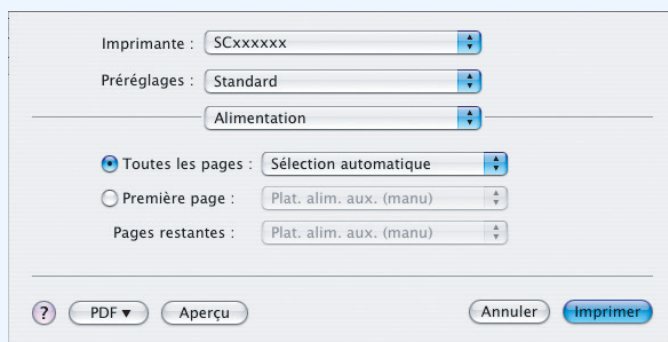 Imprimante : SCxxxxxx
Préréglages : Standard
Alimentation
Toutes les pages : Sélection automatique
Première page : Plat. alim. aux. (manu)
Pages restantes : Plat. alim. aux. (manu)
? PDF ▼ Aperçu Annuler Imprimer